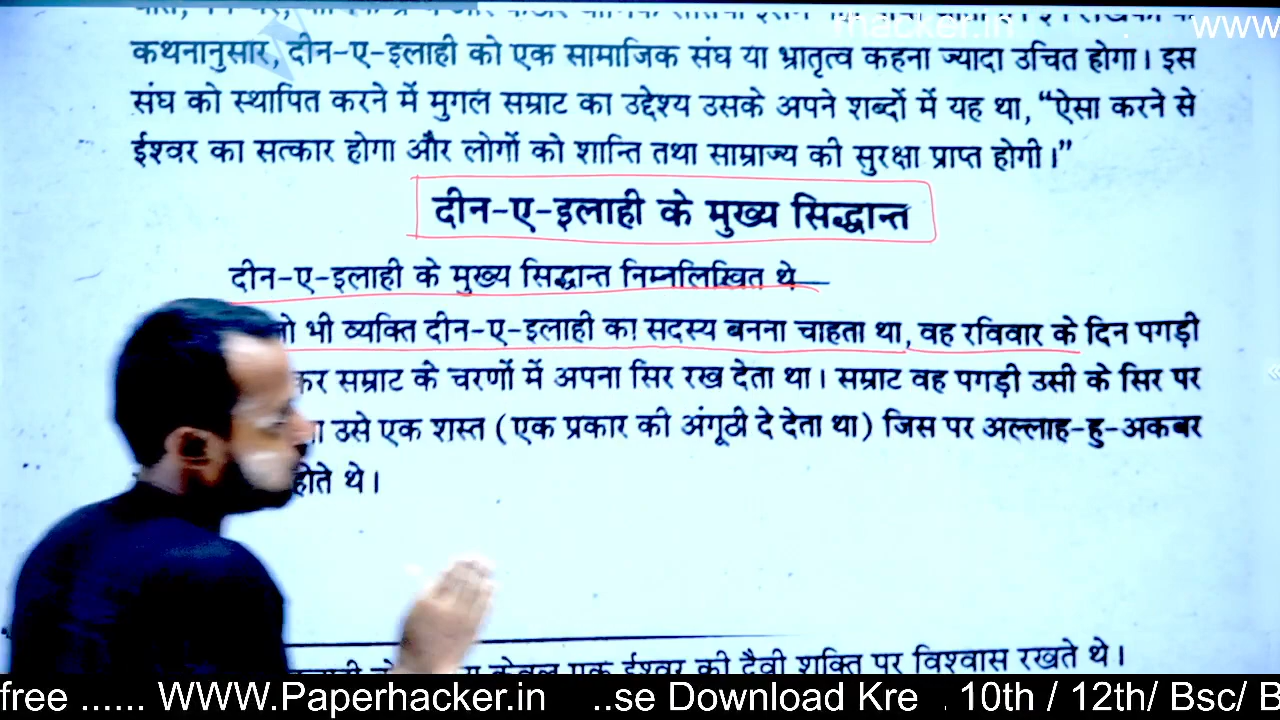 hacker.in
www
कथनानुसार, दीन-ए-इलाही को एक सामाजिक संघ या भ्रातृत्व कहना ज्यादा उचित होगा। इस
संघ को स्थापित करने में मुगल सम्राट का उद्देश्य उसके अपने शब्दों में यह था, “ऐसा करने से
ईश्वर का सत्कार होगा और लोगों को शान्ति तथा साम्राज्य की सुरक्षा प्राप्त होगी।”
दीन-ए-इलाही के मुख्य सिद्धान्त
दीन-ए-इलाही के मुख्य सिद्धान्त निम्नलिखित थे—
भी व्यक्ति दीन-ए-इलाही का सदस्य बनना चाहता था, वह रविवार के दिन पगड़ी
कर सम्राट के चरणों में अपना सिर रख देता था। सम्राट वह पगड़ी उसी के सिर पर
उसे एक शस्त (एक प्रकार की अंगूठी दे देता था) जिस पर अल्लाह-हु-अकबर
होते थे।
केवल एक ईश्वर की दैवी शक्ति पर विश्वास रखते थे।
free ...... WWW.Paperhacker.in ..se Download Kre . 10th / 12th/ Bsc/ B